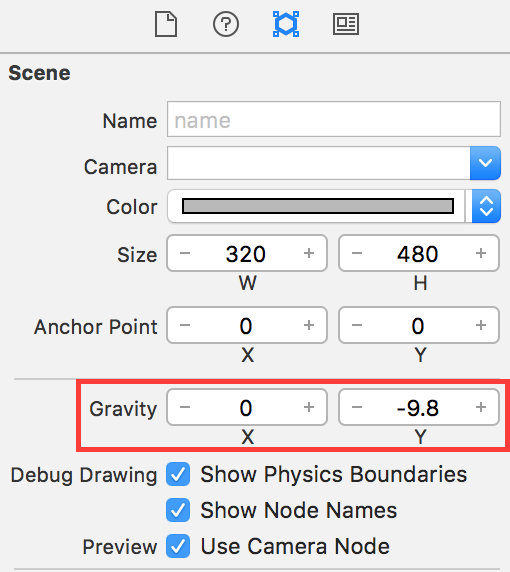 Scene
Name name
Camera
Color
Size − 320 + − 480 +
W H
Anchor Point − 0 + − 0 +
X Y
Gravity − 0 + − -9.8 +
X Y
Debug Drawing Show Physics Boundaries
Show Node Names
Preview Use Camera Node